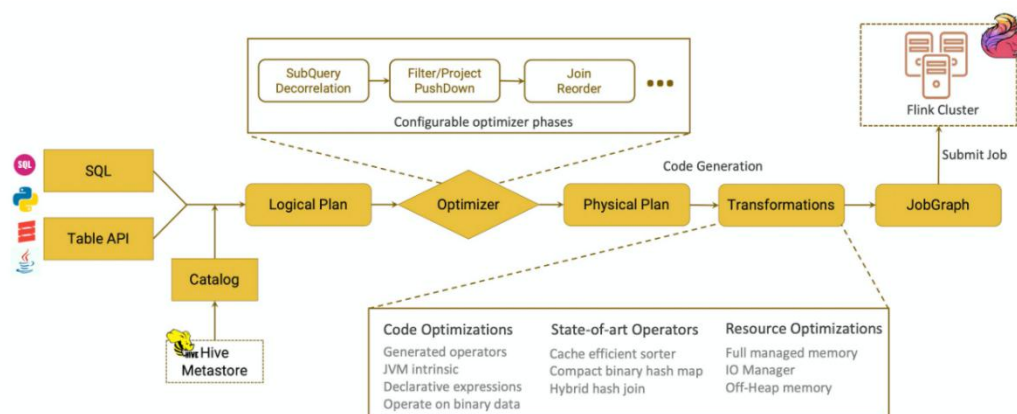 SubQuery
Decorrelation
Filter/Project
PushDown
Join
Reorder
Configurable optimizer phases
Flink Cluster
Submit Job
Code Generation
SQL
SQL
Table API
Logical Plan
Optimizer
Physical Plan
Transformations
JobGraph
Catalog
HIVE
Hive
Metastore
Code Optimizations
Generated operators
JVM intrinsic
Declarative expressions
Operate on binary data
State-of-art Operators
Cache efficient sorter
Compact binary hash map
Hybrid hash join
Resource Optimizations
Full managed memory
IO Manager
Off-Heap memory